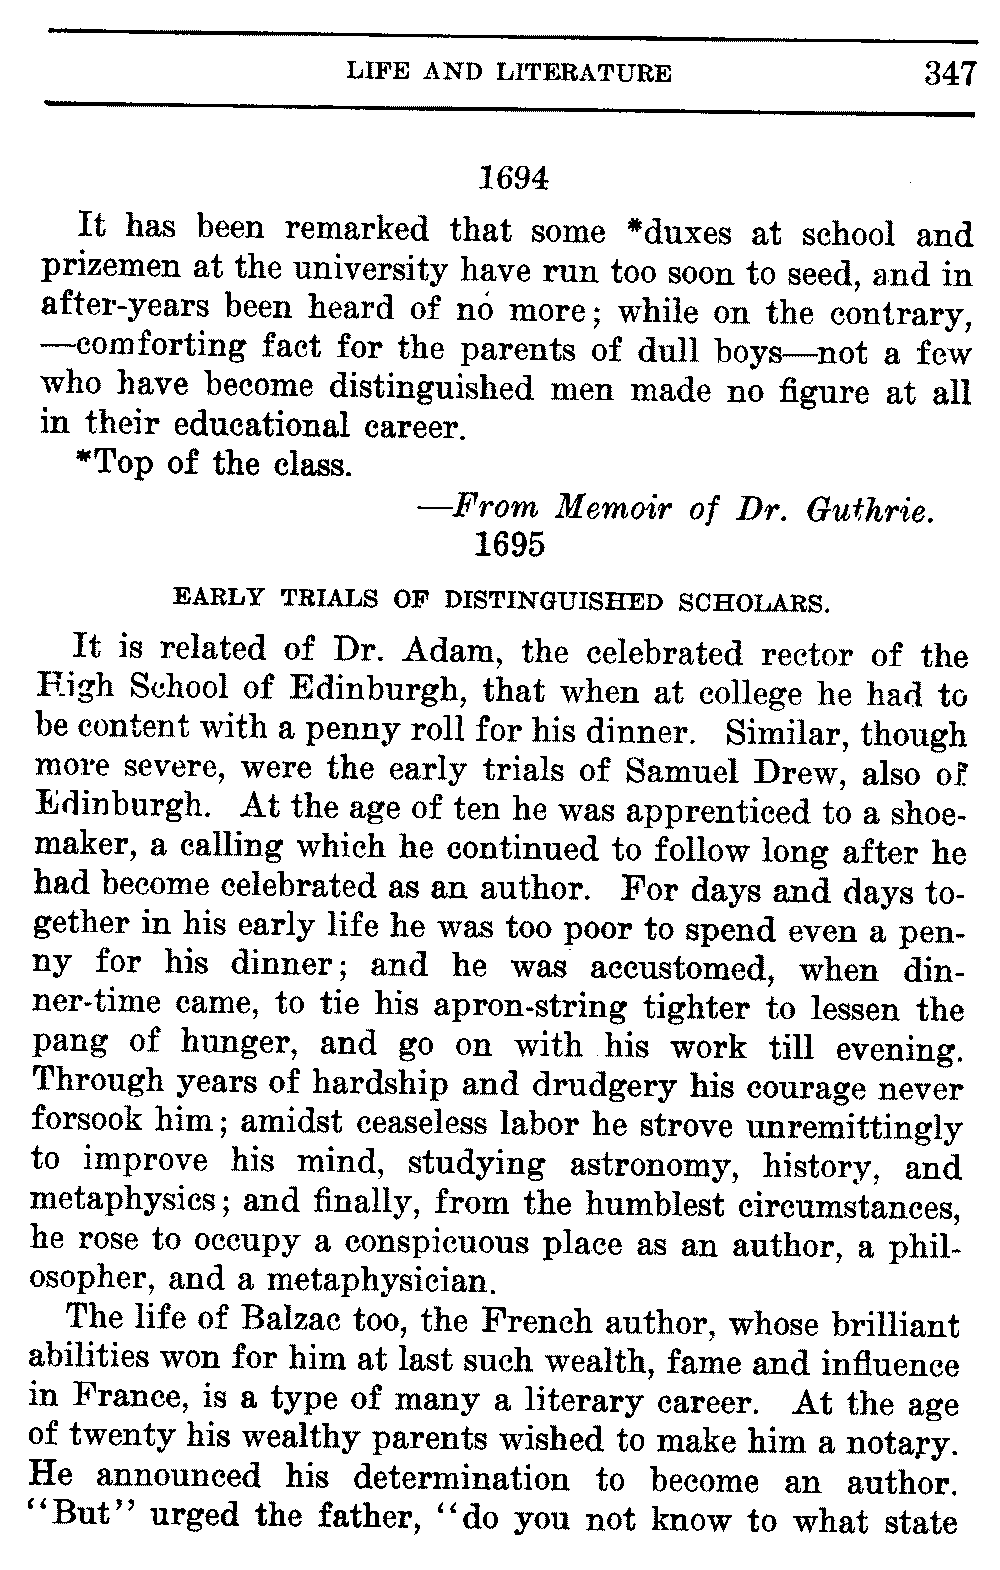 LIFE AND LITERATURE 347
1694
It has been remarked that some *duxes at school and
prizemen at the university have run too soon to seed, and in
after-years been heard of no more; while on the contrary,
—comforting fact for the parents of dull boys—not a few
who have become distinguished men made no figure at all
in their educational career.
*Top of the class.
—From Memoir of Dr. Guthrie.
1695
EARLY TRIALS OF DISTINGUISHED SCHOLARS.
It is related of Dr. Adam, the celebrated rector of the
High School of Edinburgh, that when at college he had to
be content with a penny roll for his dinner. Similar, though
more severe, were the early trials of Samuel Drew, also of
Edinburgh. At the age of ten he was apprenticed to a shoe-
maker, a calling which he continued to follow long after he
had become celebrated as an author. For days and days to-
gether in his early life he was too poor to spend even a pen-
ny for his dinner; and he was accustomed, when din-
ner-time came, to tie his apron-string tighter to lessen the
pang of hunger, and go on with his work till evening.
Through years of hardship and drudgery his courage never
forsook him; amidst ceaseless labor he strove unremittingly
to improve his mind, studying astronomy, history, and
metaphysics; and finally, from the humblest circumstances,
he rose to occupy a conspicuous place as an author, a phil-
osopher, and a metaphysician.
The life of Balzac too, the French author, whose brilliant
abilities won for him at last such wealth, fame and influence
in France, is a type of many a literary career. At the age
of twenty his wealthy parents wished to make him a notary.
He announced his determination to become an author.
"But" urged the father, "do you not know to what state